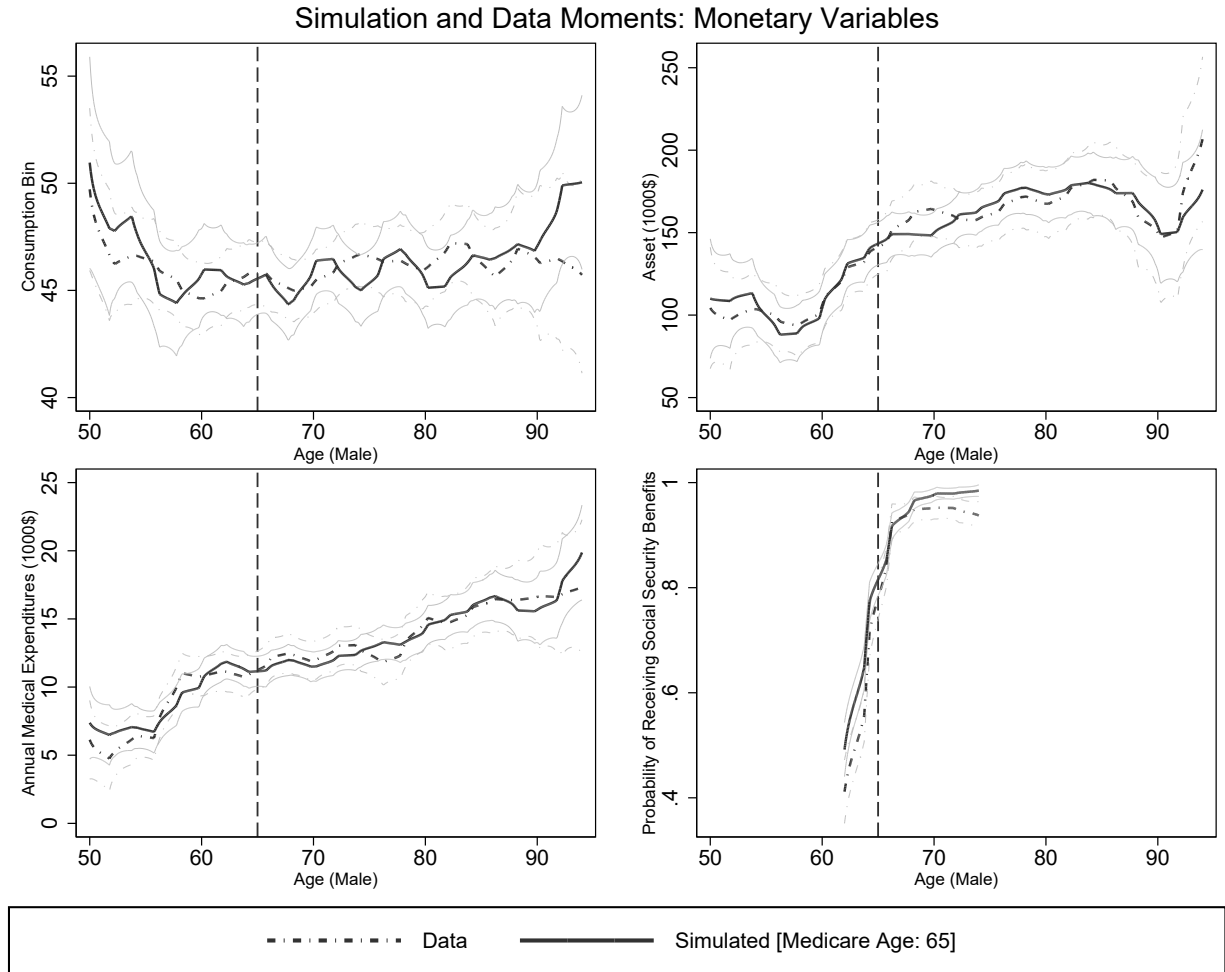 Simulation and Data Moments: Monetary Variables
Consumption Bin
55
50
45
40
50 60 70 80 90
Age (Male)
Asset (1000$)
250
200
150
100
50
50 60 70 80 90
Age (Male)
Annual Medical Expenditures (1000$)
25
20
15
10
5
0
50 60 70 80 90
Age (Male)
Probability of Receiving Social Security Benefits
1
.8
.6
.4
50 60 70 80 90
Age (Male)
Data
Simulated [Medicare Age: 65]